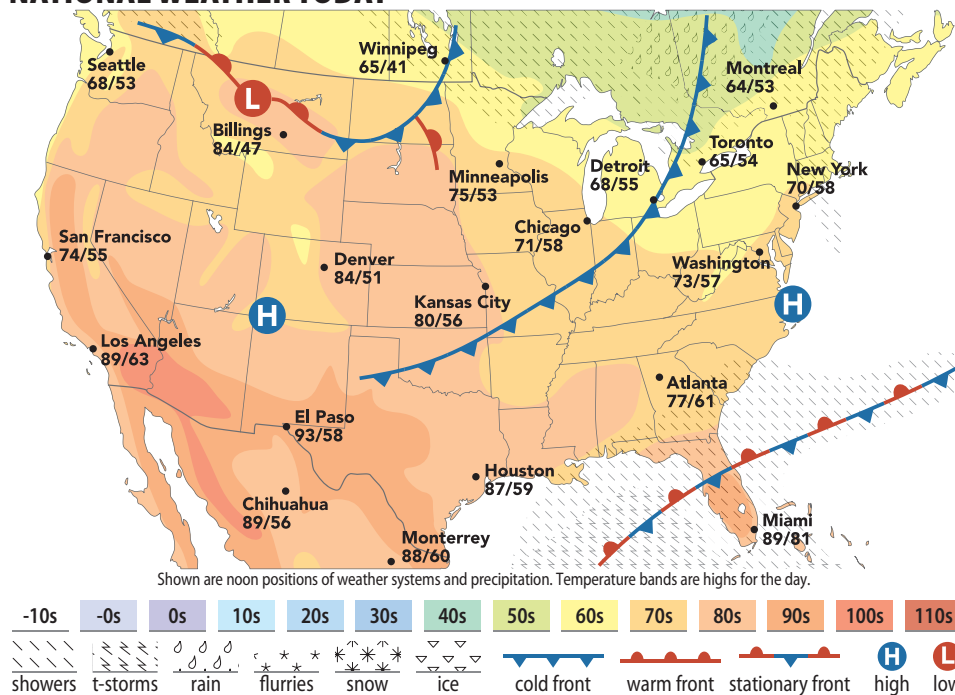 NATIONAL WEATHER TODAY
Winnipeg
65/41
Seattle
68/53
Montreal
64/53
L
Billings
84/47
Toronto
65/54
Detroit
68/55
New York
70/58
Minneapolis
75/53
Chicago
71/58
San Francisco
74/55
Denver
84/51
Washington
73/57
Kansas City
80/56
H
H
Los Angeles
89/63
Atlanta
77/61
El Paso
93/58
Houston
87/59
Chihuahua
89/56
Miami
89/81
Monterrey
88/60
Shown are noon positions of weather systems and precipitation. Temperature bands are highs for the day.
-10s -0s 0s 10s 20s 30s 40s 50s 60s 70s 80s 90s 100s 110s
H L
showers t-storms rain flurries snow ice cold front warm front stationary front high low